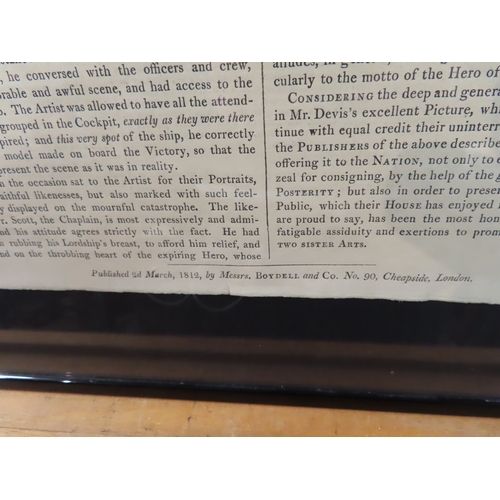 , he conversed with the officers and crew,
rable and awful scene, and had access to the
The Artist was allowed to have all the attend-
grouped in the Cockpit, exactly as they were there
pired; and this very spot of the ship, he correctly
model made on board the Victory, so that the
present the scene as it was in reality.
n the occasion sat to the Artist for their Portraits,
aithful likenesses, but also marked with such feel-
y displayed on the mournful catastrophe. The like-
r. Scott, the Chaplain, is most expressively and admi-
nd his attitude agrees strictly with the fact. He had
n rubbing his Lordship's breast, to afford him relief, and
nd on the throbbing heart of the expiring Hero, whose
cularly to the motto of the Hero of
Considering the deep and genera
in Mr. Devis's excellent Picture, whi
tinue with equal credit their uninterr
the Publishers of the above describe
offering it to the Nation, not only to e
zeal for consigning, by the help of the g
Posterity; but also in order to presen
Public, which their House has enjoyed
are proud to say, has been the most hon
fatigable assiduity and exertions to prom
two sister Arts.
Published 2d March, 1812, by Messrs. Boydell and Co. No. 90, Cheapside, London.